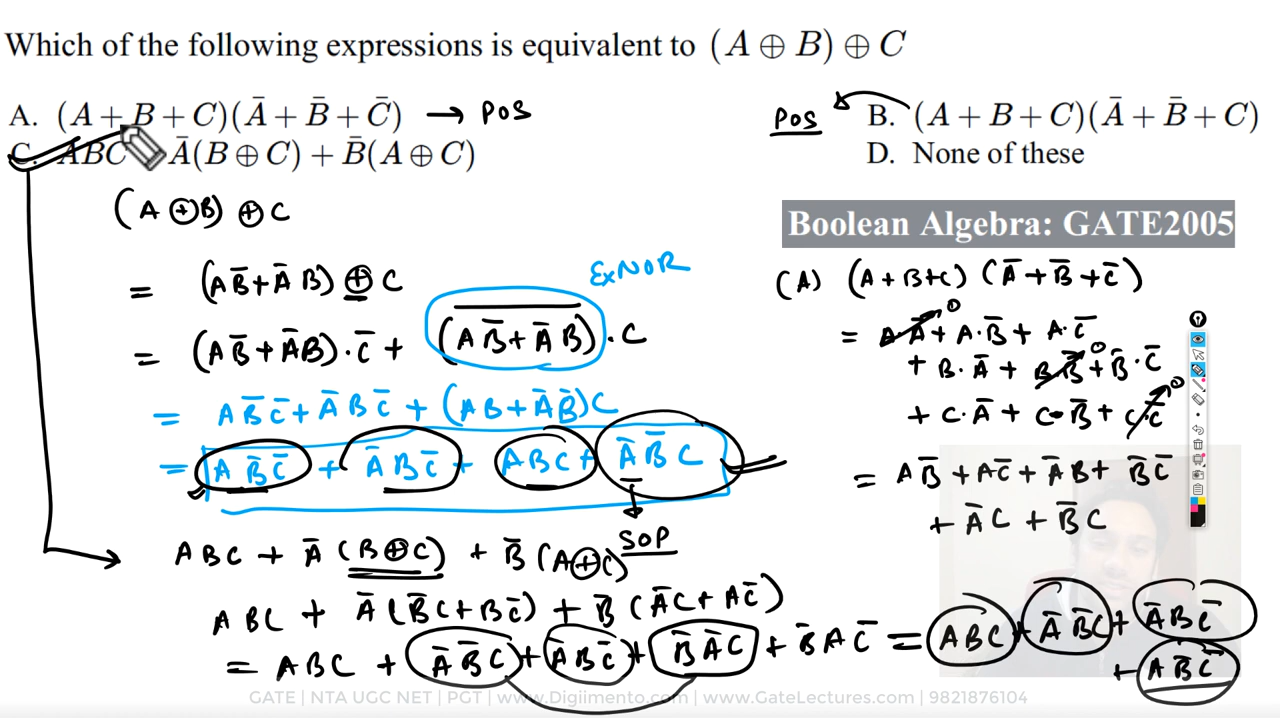 Which of the following expressions is equivalent to (A ⊕ B) ⊕ C
A. (A + B + C)(Ā + B̄ + C̄) → POS
POS B. (A + B + C)(Ā + B̄ + C)
C. ABC Ā(B ⊕ C) + B̄(A ⊕ C)
D. None of these
(A ⊕ B) ⊕ C
Boolean Algebra: GATE2005
= (AB̄ + ĀB) ⊕ C
ExNOR
= (AB̄ + ĀB)·C̄ + (AB̄ + ĀB)̅·C
= AB̄C̄ + ĀBC̄ + (AB + ĀB̄)C
= AB̄C̄ + ĀBC̄ + ABC + ĀB̄C
SOP
ABC + Ā(B⊕C) + B̄(A⊕C)
ABC + Ā(B̄C + BC̄) + B̄(ĀC + AC̄)
= ABC + ĀB̄C + ĀBC̄ + B̄ĀC + B̄AC̄ = ABC + ĀB̄C + ĀBC̄
+ AB̄C̄
(A) (A+B+C)(Ā+B̄+C̄)
= A·Ā 0 + A·B̄ + A·C̄
+ B·Ā + B·B̄ 0 + B·C̄
+ C·Ā + C·B̄ + C·C̄ 0
= AB̄ + AC̄ + ĀB + B̄C̄
+ ĀC + B̄C
GATE | NTA UGC NET | PGT | www.Digiimento.com | www.GateLectures.com | 9821876104